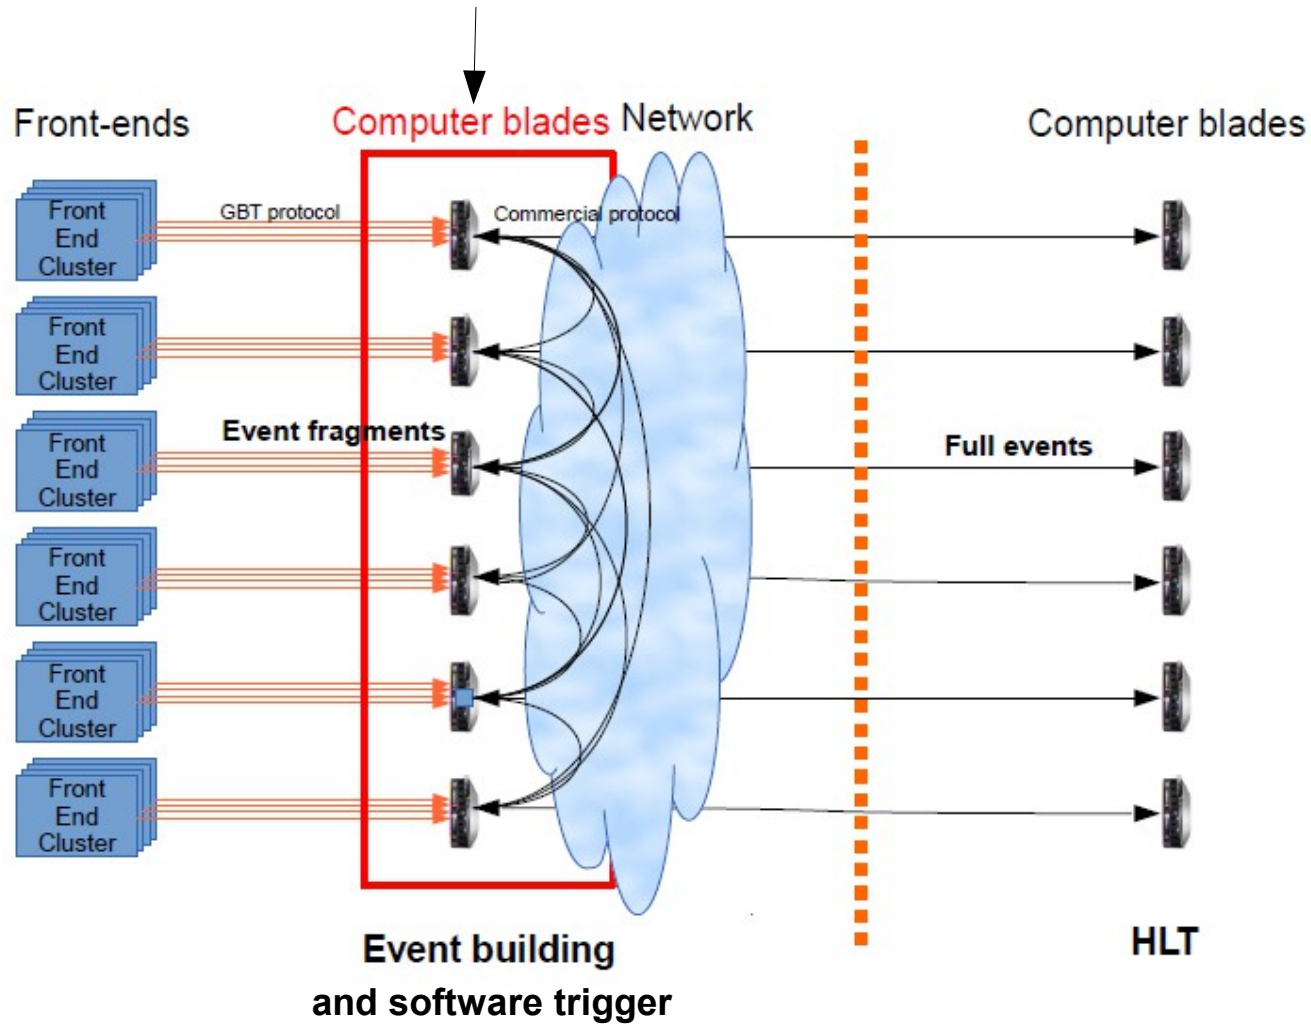 Front-ends
Computer blades
Network
Computer blades
Front
End
Cluster
GBT protocol
Commercial protocol
Front
End
Cluster
Front
End
Cluster
Event fragments
Full events
Front
End
Cluster
Front
End
Cluster
Front
End
Cluster
Event building
and software trigger
HLT